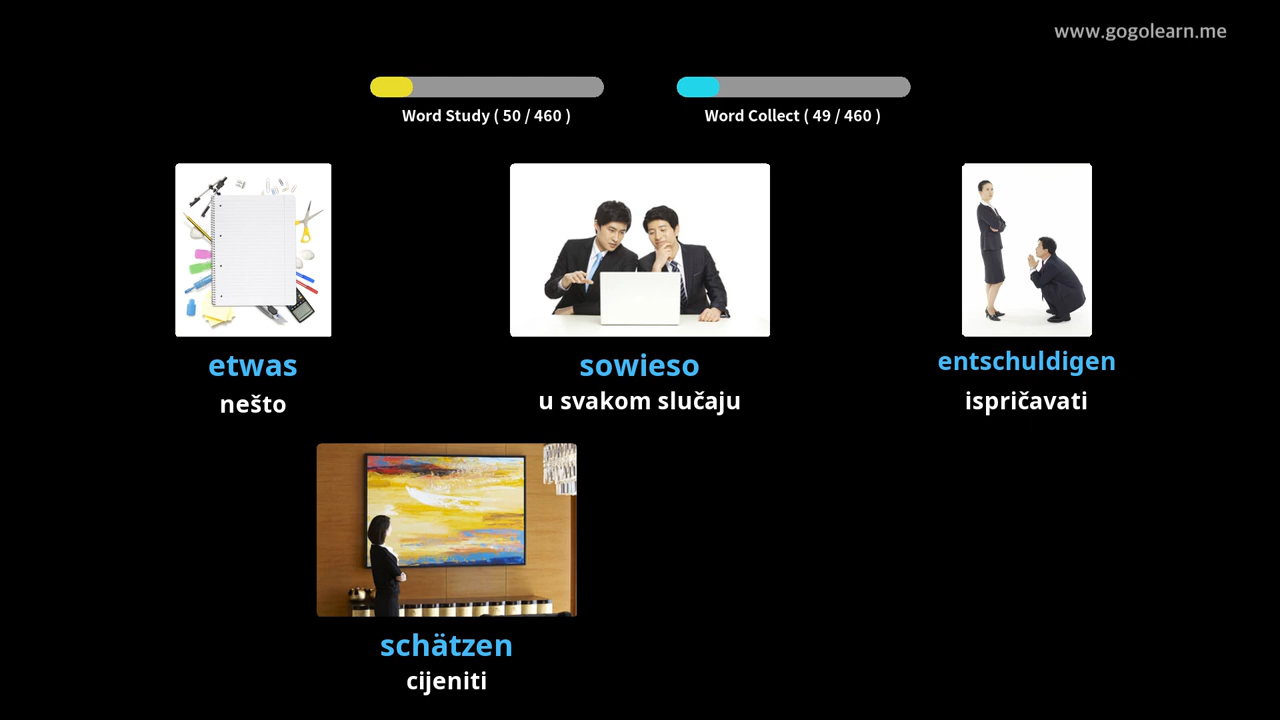 www.gogolearn.me
Word Study ( 50 / 460 )
Word Collect ( 49 / 460 )
etwas
nešto
sowieso
u svakom slučaju
entschuldigen
ispričavati
schätzen
cijeniti